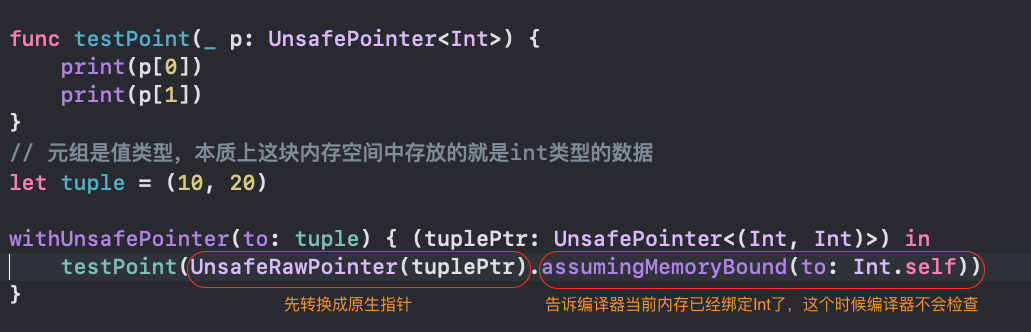 func testPoint(_ p: UnsafePointer<Int>) {
    print(p[0])
    print(p[1])
}
// 元组是值类型，本质上这块内存空间中存放的就是int类型的数据
let tuple = (10, 20)
withUnsafePointer(to: tuple) { (tuplePtr: UnsafePointer<(Int, Int)>) in
    testPoint(UnsafeRawPointer(tuplePtr).assumingMemoryBound(to: Int.self))
}
先转换成原生指针
告诉编译器当前内存已经绑定Int了，这个时候编译器不会检查